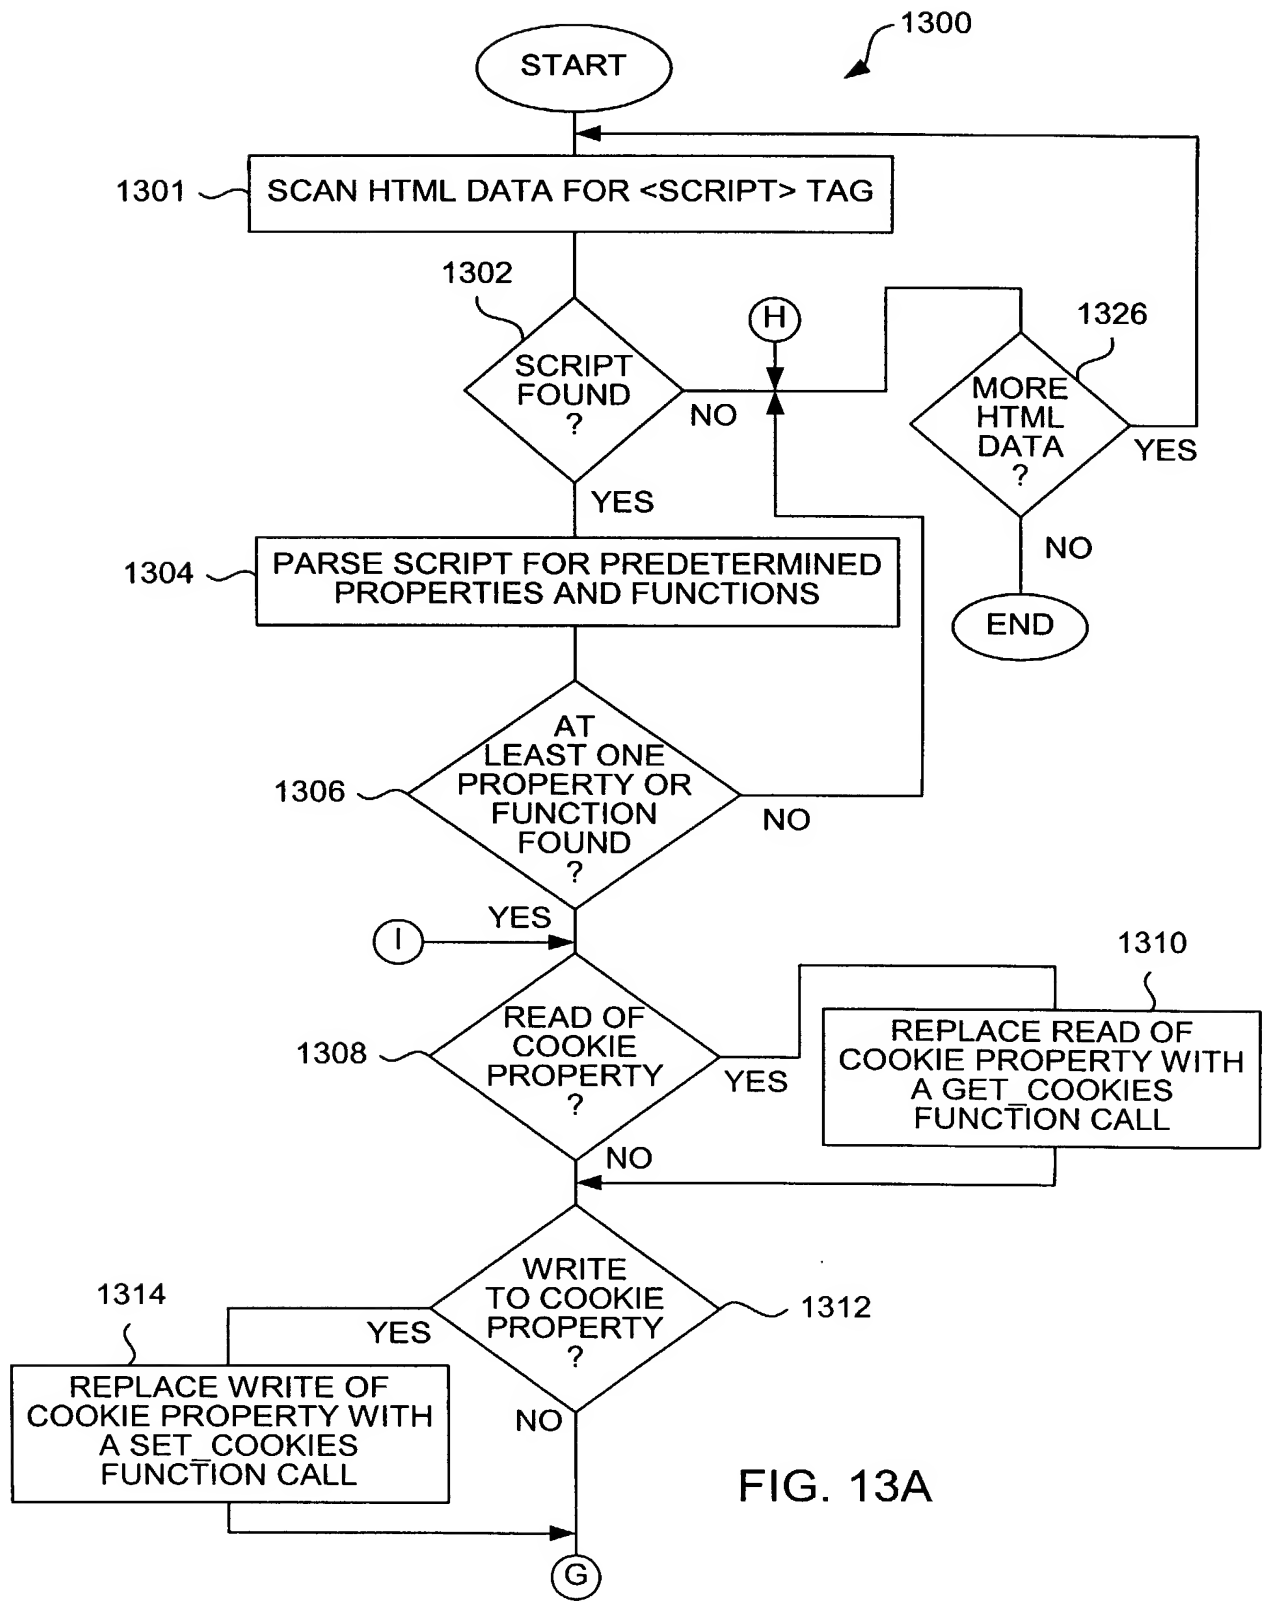 1300
START
1301
SCAN HTML DATA FOR <SCRIPT> TAG
1302
SCRIPT
FOUND
?
NO
YES
H
1326
MORE
HTML
DATA
?
YES
NO
END
1304
PARSE SCRIPT FOR PREDETERMINED
PROPERTIES AND FUNCTIONS
1306
AT
LEAST ONE
PROPERTY OR
FUNCTION
FOUND
?
NO
YES
I
1308
READ OF
COOKIE
PROPERTY
?
YES
NO
1310
REPLACE READ OF
COOKIE PROPERTY WITH
A GET_COOKIES
FUNCTION CALL
1312
WRITE
TO COOKIE
PROPERTY
?
YES
NO
1314
REPLACE WRITE OF
COOKIE PROPERTY WITH
A SET_COOKIES
FUNCTION CALL
G
FIG. 13A